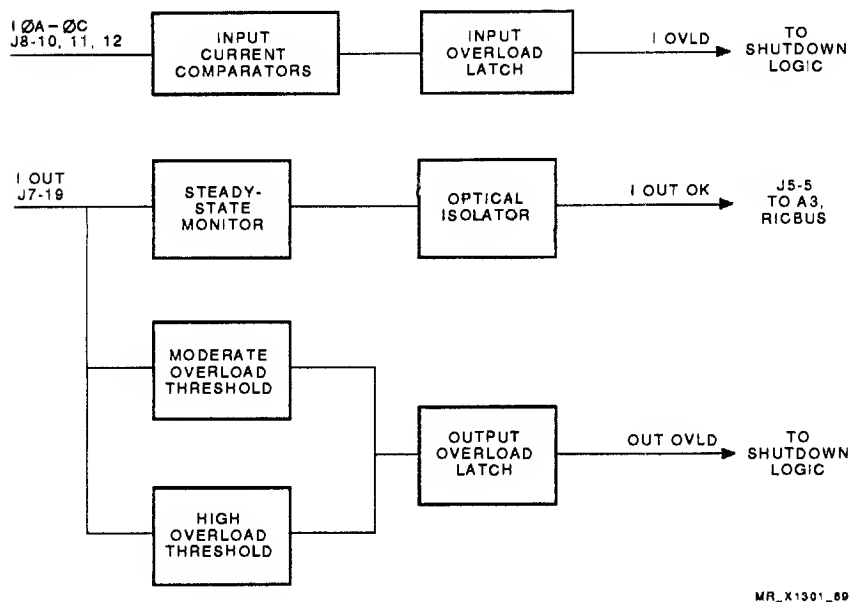 I ØA-ØC
J8-10, 11, 12
INPUT
CURRENT
COMPARATORS
INPUT
OVERLOAD
LATCH
I OVLD
TO
SHUTDOWN
LOGIC
I OUT
J7-19
STEADY-
STATE
MONITOR
OPTICAL
ISOLATOR
I OUT OK
J5-5
TO A3,
RICBUS
MODERATE
OVERLOAD
THRESHOLD
OUTPUT
OVERLOAD
LATCH
OUT OVLD
TO
SHUTDOWN
LOGIC
HIGH
OVERLOAD
THRESHOLD
MR_X1301_89